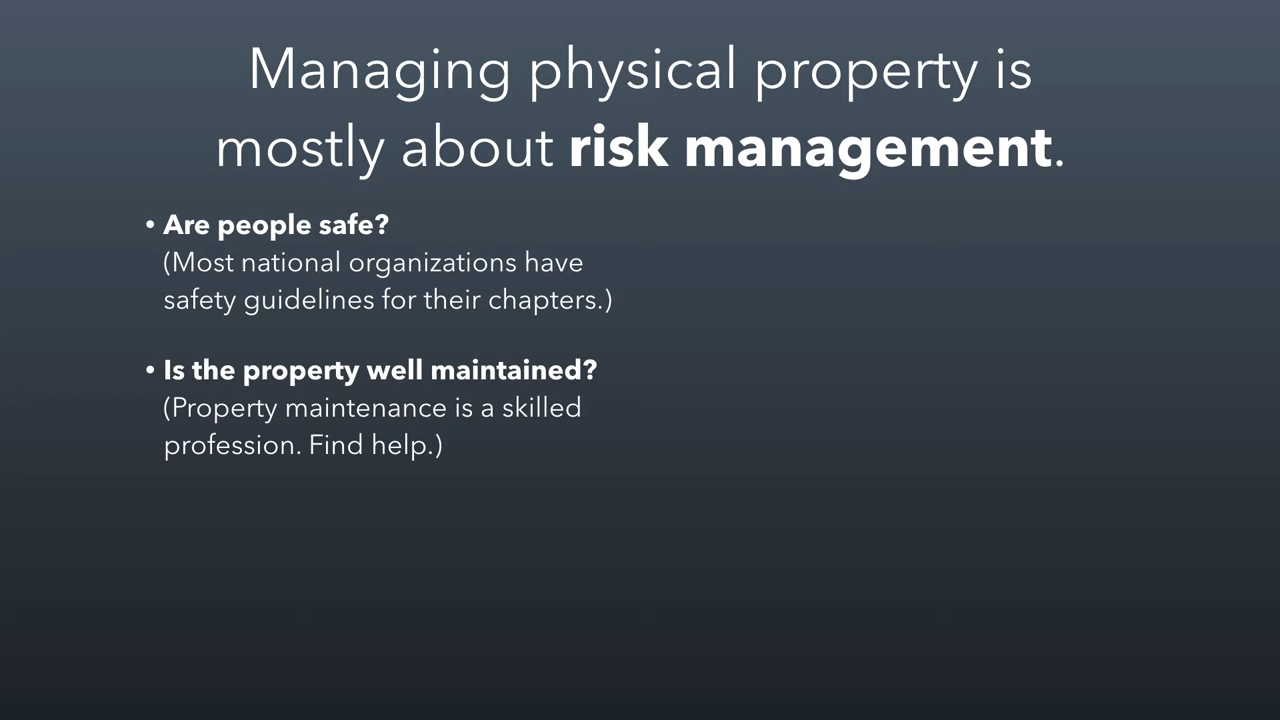 Managing physical property is
mostly about risk management.
• Are people safe?
(Most national organizations have
safety guidelines for their chapters.)
• Is the property well maintained?
(Property maintenance is a skilled
profession. Find help.)